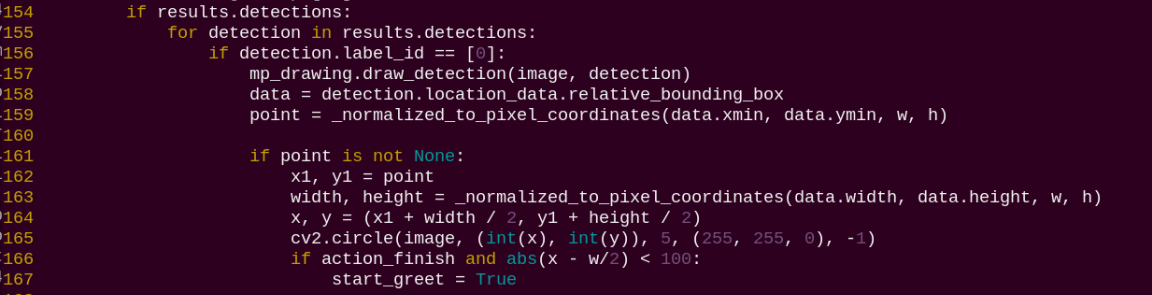 154         if results.detections:
155             for detection in results.detections:
156                 if detection.label_id == [0]:
157                     mp_drawing.draw_detection(image, detection)
158                     data = detection.location_data.relative_bounding_box
159                     point = _normalized_to_pixel_coordinates(data.xmin, data.ymin, w, h)
160
161                     if point is not None:
162                         x1, y1 = point
163                         width, height = _normalized_to_pixel_coordinates(data.width, data.height, w, h)
164                         x, y = (x1 + width / 2, y1 + height / 2)
165                         cv2.circle(image, (int(x), int(y)), 5, (255, 255, 0), -1)
166                         if action_finish and abs(x - w/2) < 100:
167                             start_greet = True